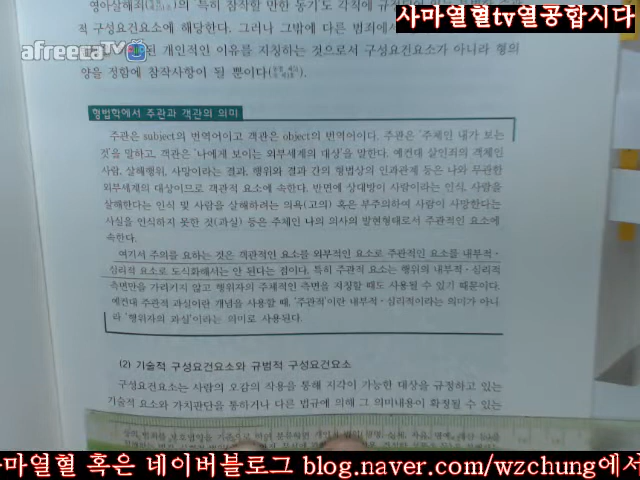 영아살해죄의 '특히 참작할 만한 동기'도
사마열혈tv열공합시다
적 구성요건요소에 해당한다. 그러나 그밖에 다른
afreecaTV
된 개인적인 이유를 지칭하는 것으로서 구성요건요소가 아니라 형의
양을 정함에 참작사항이 될 뿐이다
형법학에서 주관과 객관의 의미
주관은 subject의 번역어이고 객관은 object의 번역어이다. 주관은 '주체인 내가 보는
것'을 말하고, 객관은 '나에게 보이는 외부세계의 대상'을 말한다. 예컨대 살인죄의 객체인
사람, 살해행위, 사망이라는 결과, 행위와 결과 간의 형법상의 인과관계 등은 나와 무관한
외부세계의 대상이므로 객관적 요소에 속한다. 반면에 상대방이 사람이라는 인식, 사람을
살해한다는 인식 및 사람을 살해하려는 의욕(고의) 혹은 부주의하여 사람이 사망한다는
사실을 인식하지 못한 것(과실) 등은 주체인 나의 의사의 발현형태로서 주관적인 요소에
속한다.
여기서 주의를 요하는 것은 객관적인 요소를 외부적인 요소로 주관적인 요소를 내부적·
심리적 요소로 도식화해서는 안 된다는 점이다. 특히 주관적 요소는 행위의 내부적·심리적
측면만을 가리키지 않고 행위자의 주체적인 측면을 지칭할 때도 사용될 수 있기 때문이다.
예컨대 주관적 과실이란 개념을 사용할 때, '주관적'이란 내부적·심리적이라는 의미가 아니
라 '행위자의 과실'이라는 의미로 사용된다.
(2) 기술적 구성요건요소와 규범적 구성요건요소
구성요건요소는 사람의 오감의 작용을 통해 지각이 가능한 대상을 규정하고 있는
기술적 요소와 가치판단을 통하거나 다른 법규에 의해 그 의미내용이 확정될 수 있는
사마열혈 혹은 네이버블로그 blog.naver.com/wzchung에서